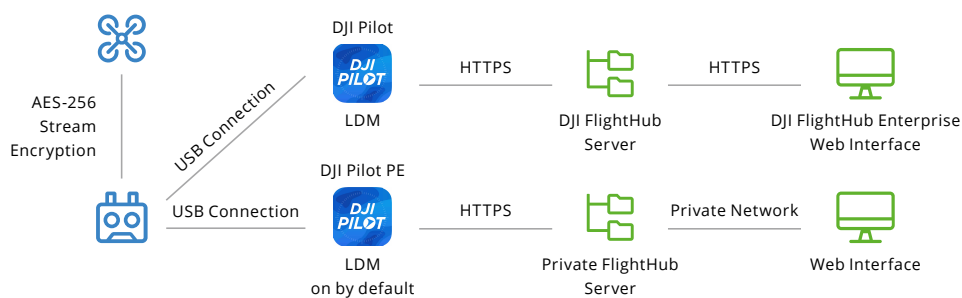 DJI Pilot
DJI
PILOT
LDM
HTTPS
DJI FlightHub
Server
HTTPS
DJI FlightHub Enterprise
Web Interface
AES-256
Stream
Encryption
USB Connection
USB Connection
DJI Pilot PE
DJI
PILOT
LDM
on by default
HTTPS
Private FlightHub
Server
Private Network
Web Interface